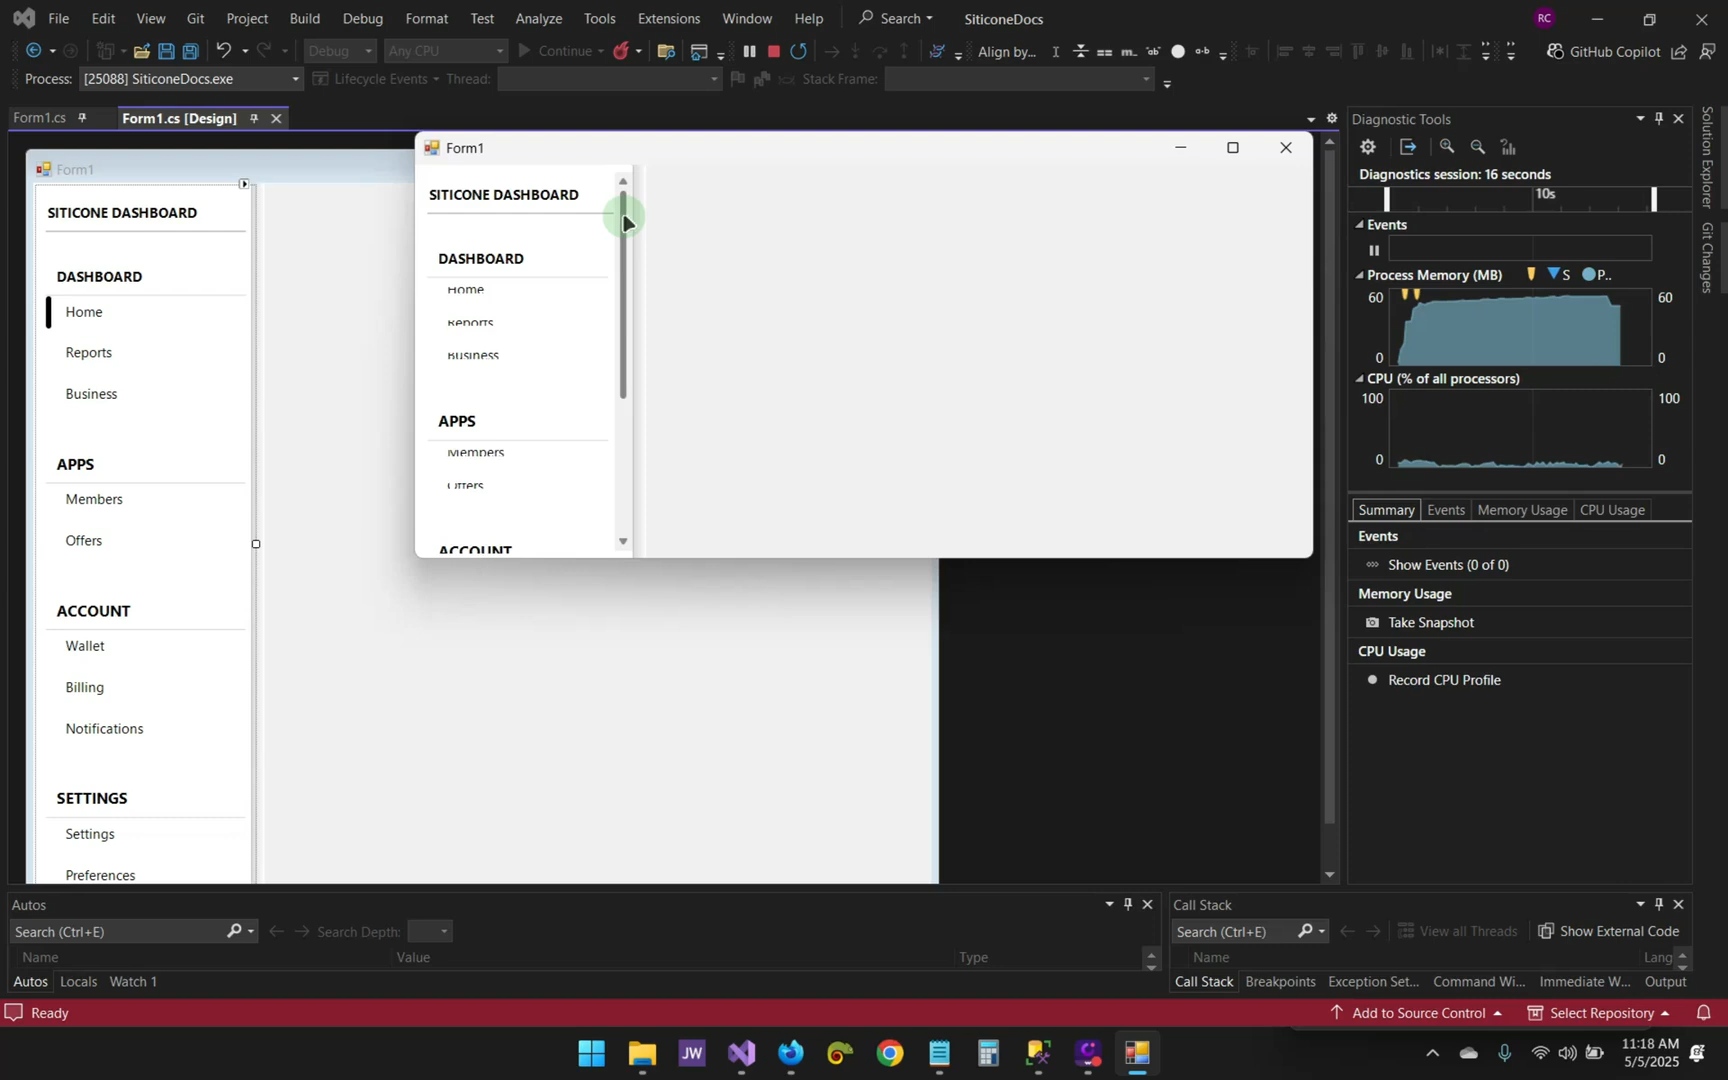 File Edit View Git Project Build Debug Format Test Analyze Tools Extensions Window Help Search SiticoneDocs RC
Debug Any CPU Continue Align by... GitHub Copilot
Process: [25088] SiticoneDocs.exe Lifecycle Events Thread: Stack Frame:
Form1.cs Form1.cs [Design]
Form1
SITICONE DASHBOARD
DASHBOARD
Home
Reports
Business
APPS
Members
Offers
ACCOUNT
Wallet
Billing
Notifications
SETTINGS
Settings
Preferences
Form1
SITICONE DASHBOARD
DASHBOARD
Home
Reports
Business
APPS
Members
Offers
ACCOUNT
Diagnostic Tools
Diagnostics session: 16 seconds
10s
Events
Process Memory (MB) S P..
60 60
0 0
CPU (% of all processors)
100 100
0 0
Summary Events Memory Usage CPU Usage
Events
Show Events (0 of 0)
Memory Usage
Take Snapshot
CPU Usage
Record CPU Profile
Solution Explorer
Git Changes
Autos
Search (Ctrl+E) Search Depth:
Name Value Type
Autos Locals Watch 1
Call Stack
Search (Ctrl+E) View all Threads Show External Code
Name Lang
Call Stack Breakpoints Exception Set... Command Wi... Immediate W... Output
Ready Add to Source Control Select Repository
JW
11:18 AM
5/5/2025